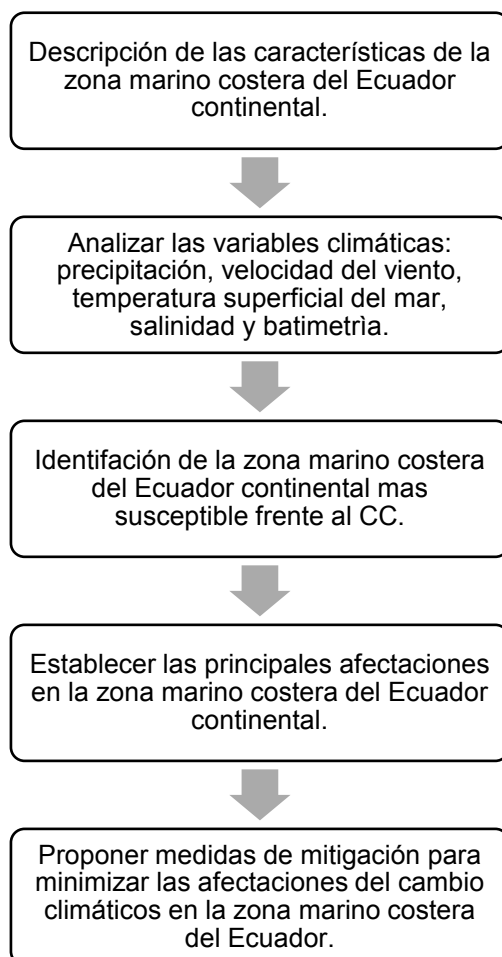 Descripción de las características de la
zona marino costera del Ecuador
continental.
Analizar las variables climáticas:
precipitación, velocidad del viento,
temperatura superficial del mar,
salinidad y batimetrìa.
Identifación de la zona marino costera
del Ecuador continental mas
susceptible frente al CC.
Establecer las principales afectaciones
en la zona marino costera del Ecuador
continental.
Proponer medidas de mitigación para
minimizar las afectaciones del cambio
climáticos en la zona marino costera
del Ecuador.